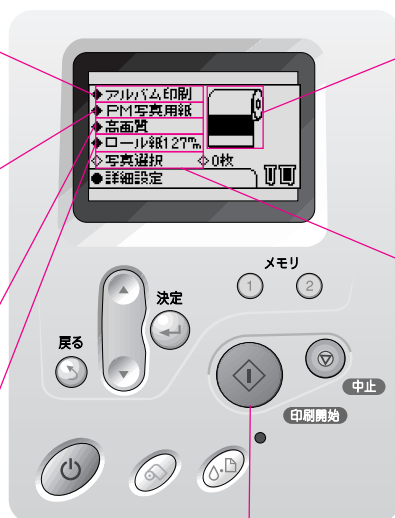 アルバム印刷
PM写真用紙
高画質
ロール紙127㎜
写真選択 0枚
詳細設定
メモリ
1 2
決定
戻る
中止
印刷開始